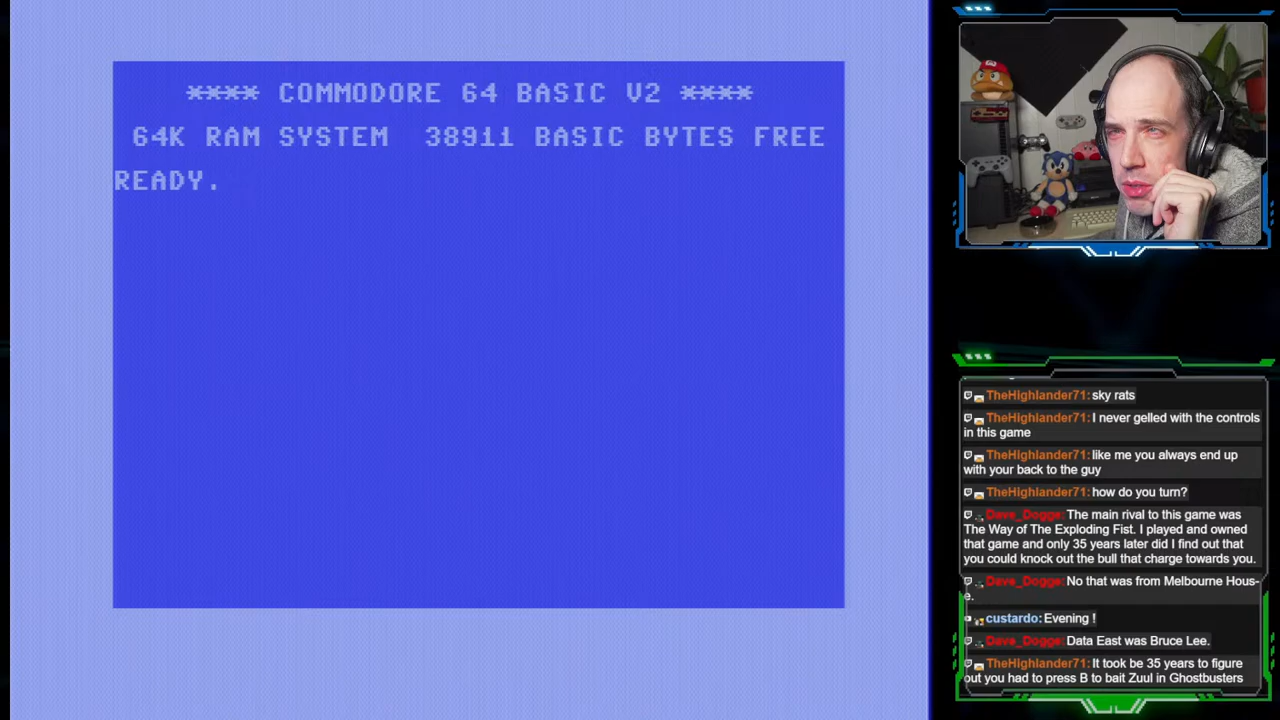 **** COMMODORE 64 BASIC V2 ****
64K RAM SYSTEM  38911 BASIC BYTES FREE
READY.
TheHighlander71: sky rats
TheHighlander71: I never gelled with the controls
in this game
TheHighlander71: like me you always end up
with your back to the guy
TheHighlander71: how do you turn?
Dave_Dogge: The main rival to this game was
The Way of The Exploding Fist. I played and owned
that game and only 35 years later did I find out that
you could knock out the bull that charge towards you.
Dave_Dogge: No that was from Melbourne Hous-
e.
custardo: Evening !
Dave_Dogge: Data East was Bruce Lee.
TheHighlander71: It took be 35 years to figure
out you had to press B to bait Zuul in Ghostbusters